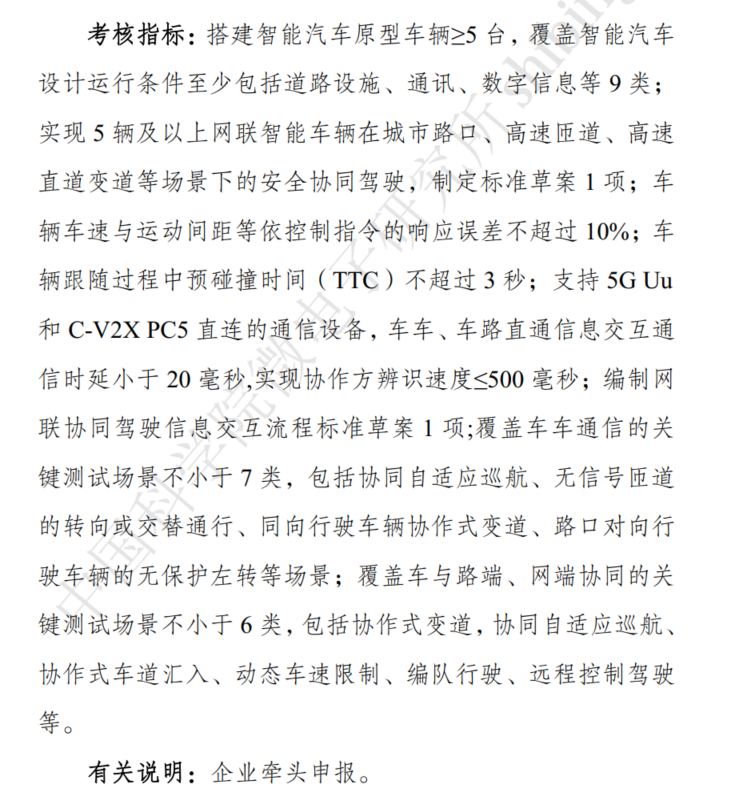 考核指标：搭建智能汽车原型车辆≥5 台，覆盖智能汽车
设计运行条件至少包括道路设施、通讯、数字信息等 9 类；
实现 5 辆及以上网联智能车辆在城市路口、高速匝道、高速
直道变道等场景下的安全协同驾驶，制定标准草案 1 项；车
辆车速与运动间距等依控制指令的响应误差不超过 10%；车
辆跟随过程中预碰撞时间（TTC）不超过 3 秒；支持 5G Uu
和 C-V2X PC5 直连的通信设备，车车、车路直通信息交互通
信时延小于 20 毫秒,实现协作方辨识速度≤500 毫秒；编制网
联协同驾驶信息交互流程标准草案 1 项;覆盖车车通信的关
键测试场景不小于 7 类，包括协同自适应巡航、无信号匝道
的转向或交替通行、同向行驶车辆协作式变道、路口对向行
驶车辆的无保护左转等场景；覆盖车与路端、网端协同的关
键测试场景不小于 6 类，包括协作式变道，协同自适应巡航、
协作式车道汇入、动态车速限制、编队行驶、远程控制驾驶
等。
有关说明：企业牵头申报。
中国科学院微电子研究所